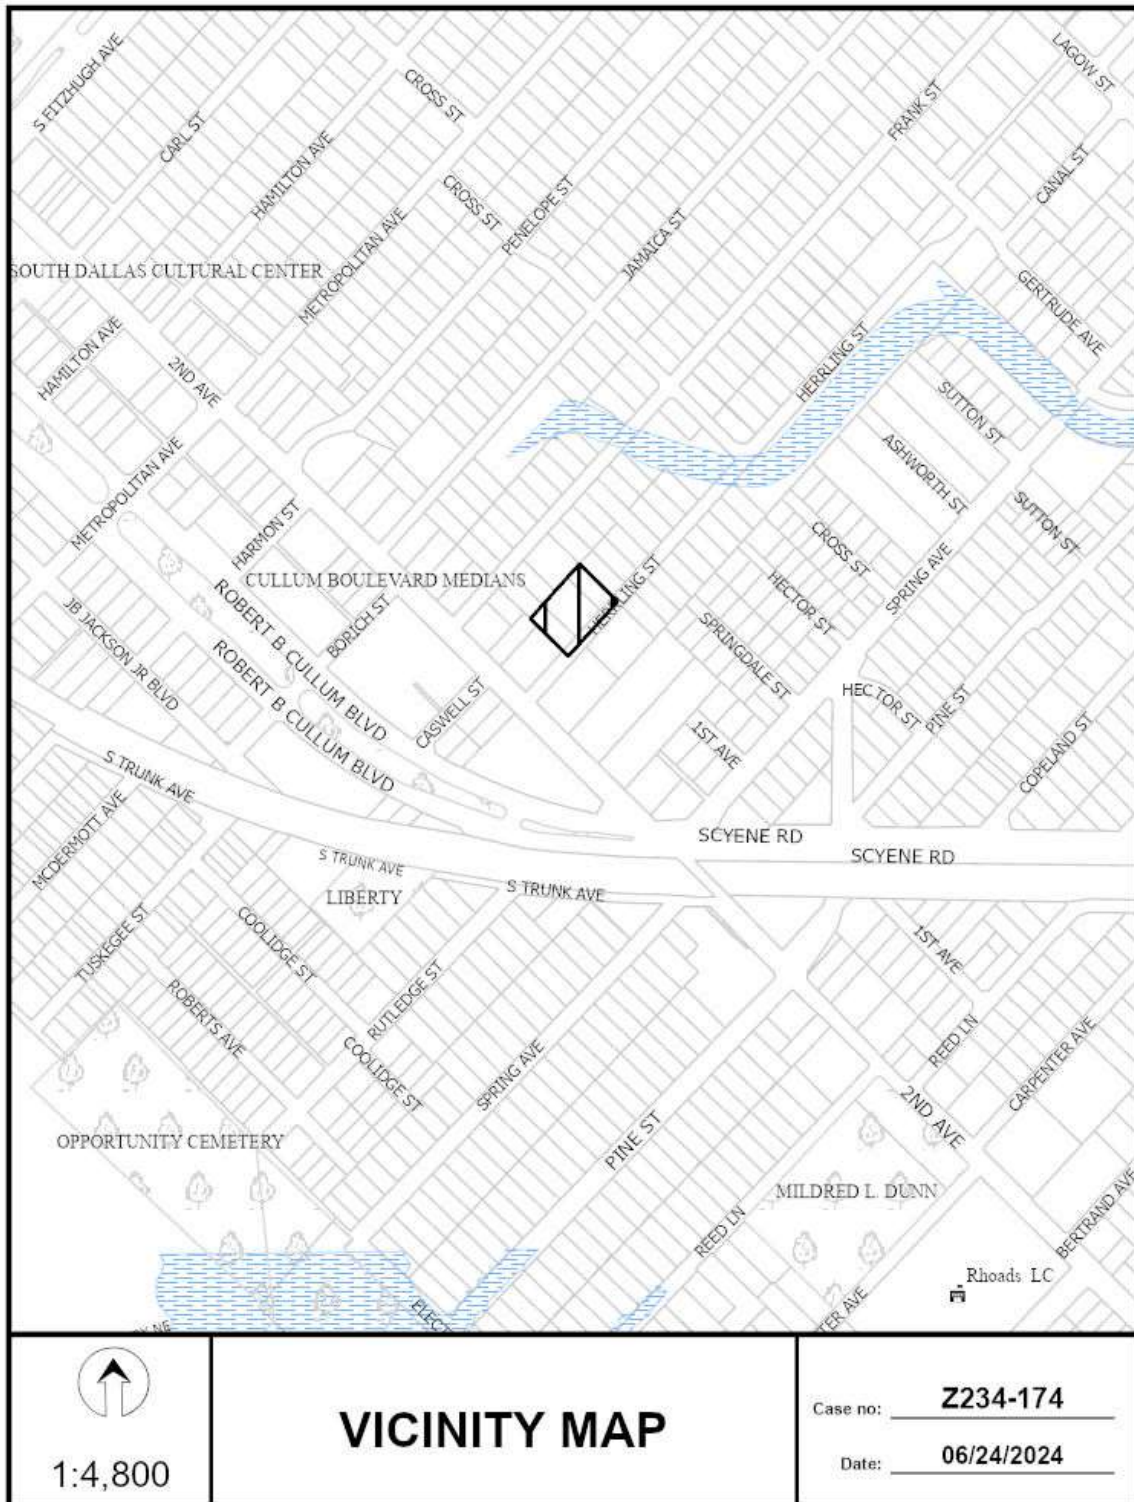 LAGOW ST
S FITZHUGH AVE
CROSS ST
CARL ST
FRANK ST
HAMILTON AVE
CANAL ST
CROSS ST
PENELOPE ST
METROPOLITAN AVE
JAMAICA ST
SOUTH DALLAS CULTURAL CENTER
GERTRUDE AVE
HAMILTON AVE
2ND AVE
HERRLING ST
SUTTON ST
METROPOLITAN AVE
ASHWORTH ST
HARMON ST
SUTTON ST
CROSS ST
CULLUM BOULEVARD MEDIANS
SPRING AVE
HERRLING ST
HECTOR ST
BORICH ST
ROBERT B CULLUM BLVD
JB JACKSON JR BLVD
SPRINGDALE ST
ROBERT B CULLUM BLVD
HECTOR ST
PINE ST
CASWELL ST
1ST AVE
COPELAND ST
S TRUNK AVE
MCDERMOTT AVE
SCYENE RD
SCYENE RD
S TRUNK AVE
S TRUNK AVE
LIBERTY
TUSKEGEE ST
COOLIDGE ST
1ST AVE
RUTLEDGE ST
ROBERTS AVE
REED LN
COOLIDGE ST
SPRING AVE
CARPENTER AVE
2ND AVE
OPPORTUNITY CEMETERY
PINE ST
MILDRED L. DUNN
BERTRAND AVE
REED LN
Rhoads LC
ELECT
TER AVE
1:4,800
VICINITY MAP
Case no: Z234-174
Date: 06/24/2024